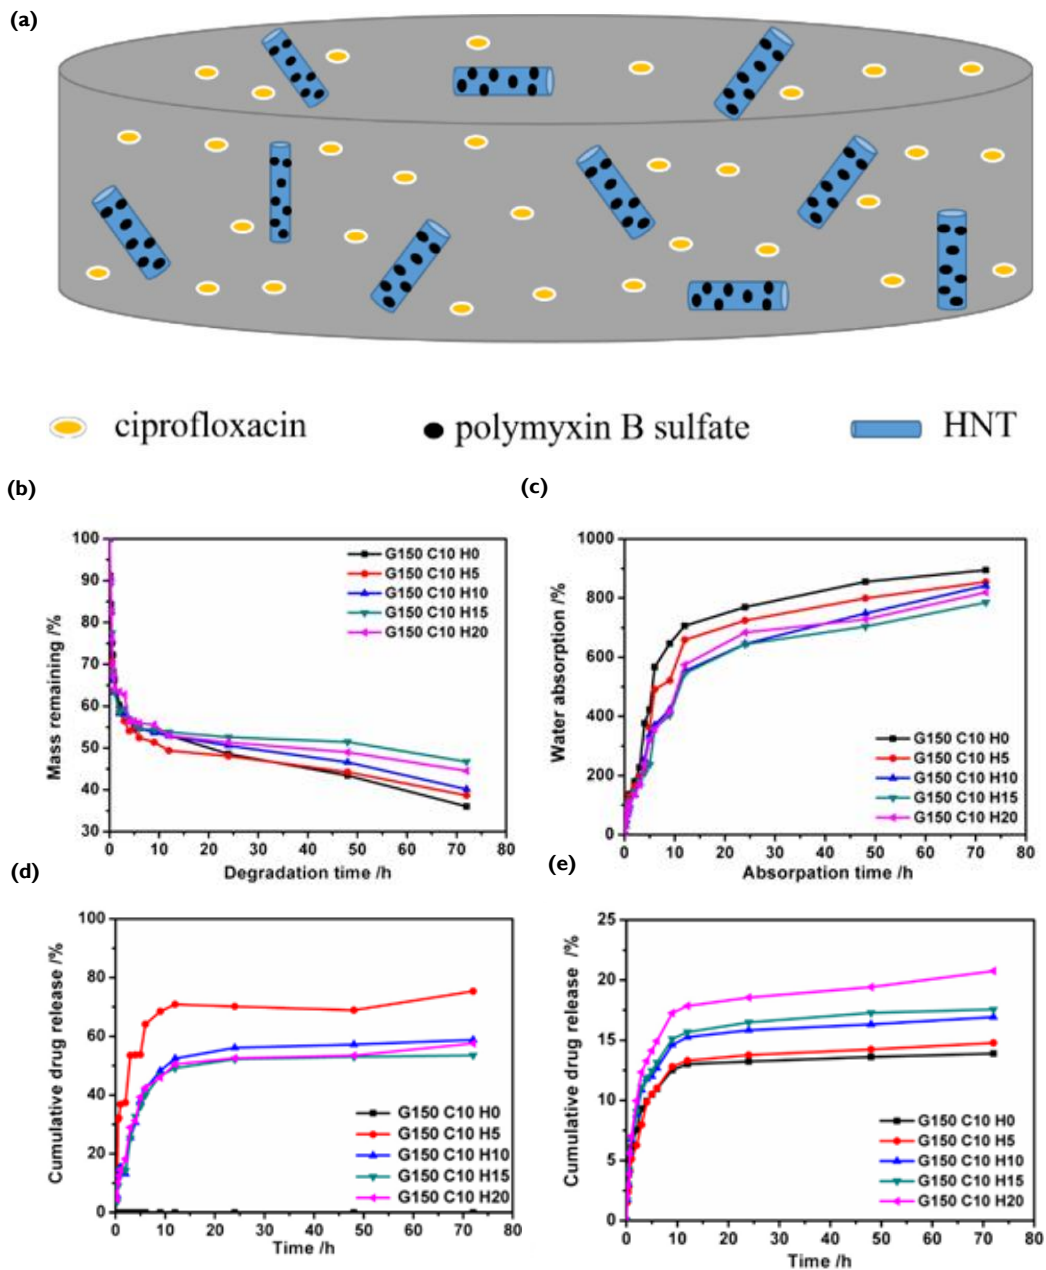 (a)
ciprofloxacin
polymyxin B sulfate
HNT
(b)
100
90
80
70
60
50
40
30
0
10
20
30
40
50
60
70
80
Mass remaining /%
Degradation time /h
G150 C10 H0
G150 C10 H5
G150 C10 H10
G150 C10 H15
G150 C10 H20
(c)
1000
800
600
400
200
0
0
10
20
30
40
50
60
70
80
Water absorption /%
Absorpation time /h
G150 C10 H0
G150 C10 H5
G150 C10 H10
G150 C10 H15
G150 C10 H20
(d)
100
80
60
40
20
0
0
10
20
30
40
50
60
70
80
Cumulative drug release /%
Time /h
G150 C10 H0
G150 C10 H5
G150 C10 H10
G150 C10 H15
G150 C10 H20
(e)
25
20
15
10
5
0
0
10
20
30
40
50
60
70
80
Cumulative drug release /%
Time /h
G150 C10 H0
G150 C10 H5
G150 C10 H10
G150 C10 H15
G150 C10 H20